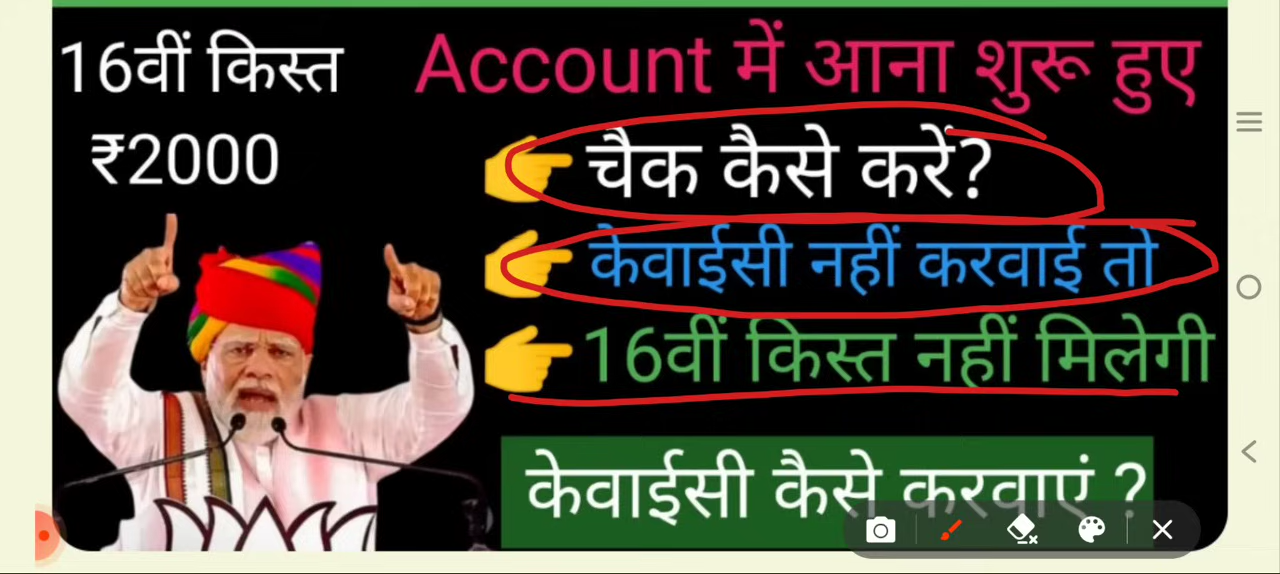 16वीं किस्त Account में आना शुरू हुए
₹2000
चैक कैसे करें?
केवाईसी नहीं करवाई तो
16वीं किस्त नहीं मिलेगी
केवाईसी कैसे करवाएं ?